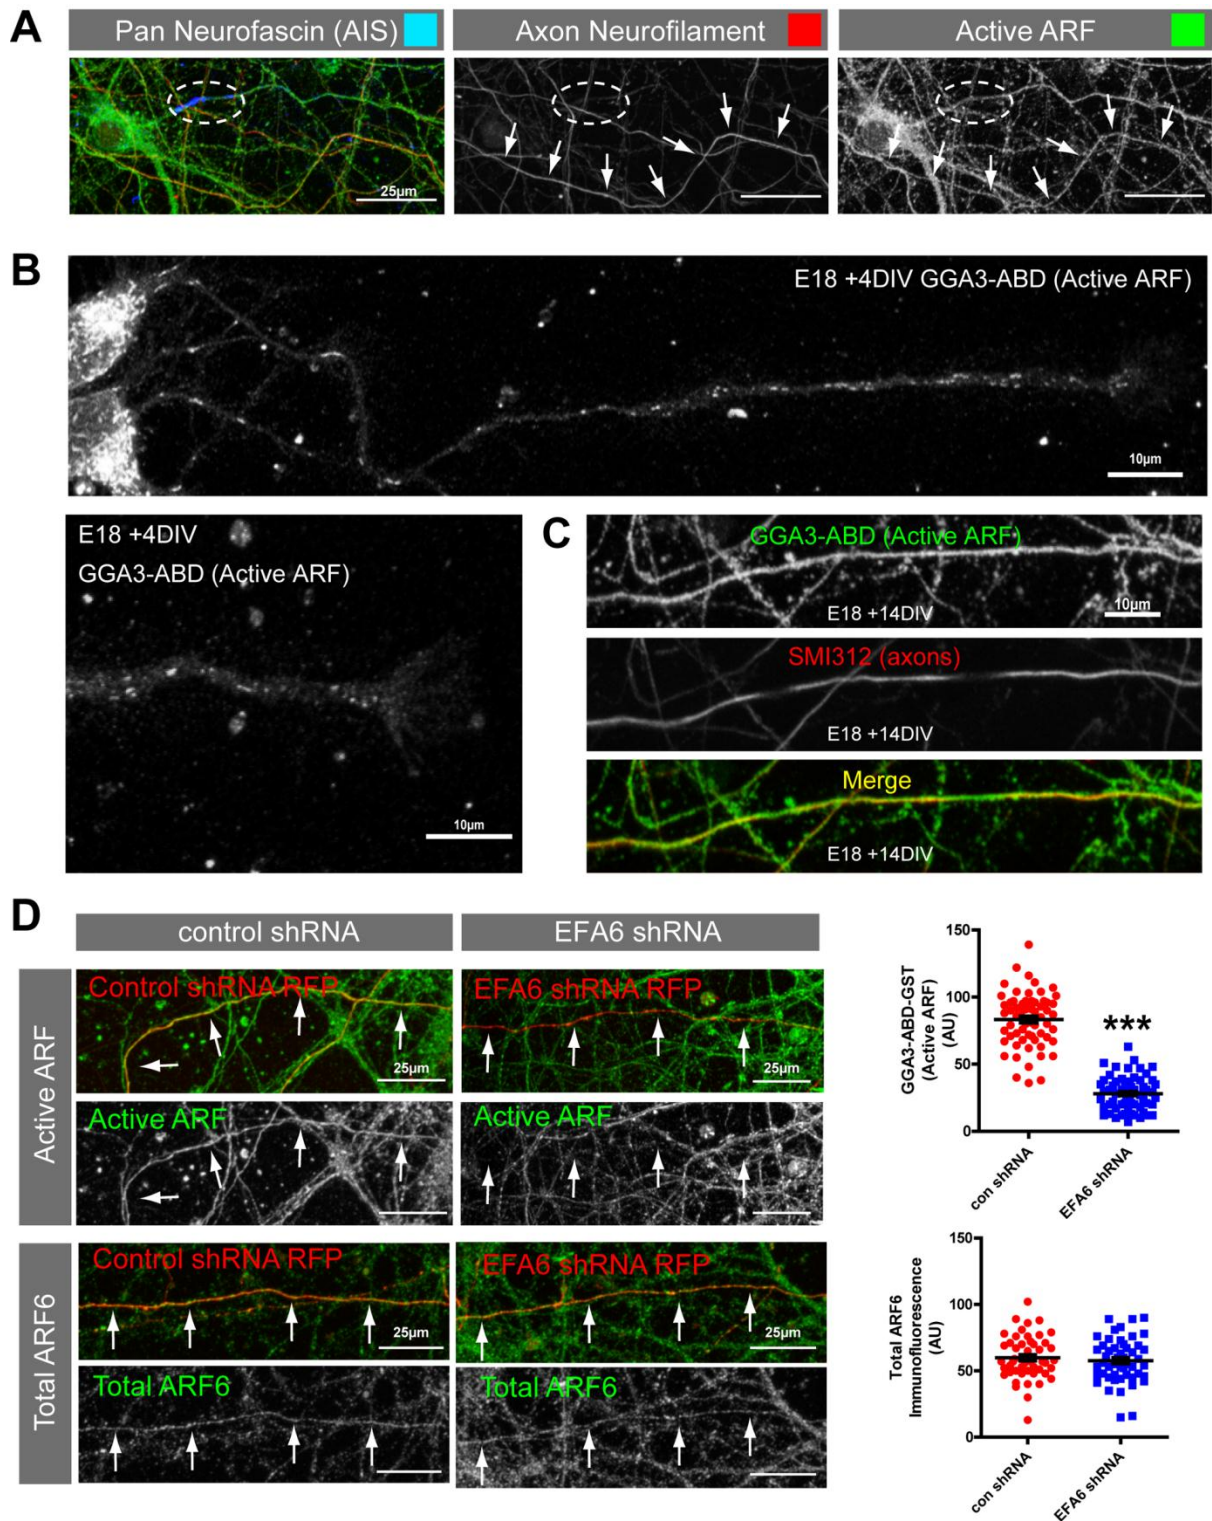 A
Pan Neurofascin (AIS)
Axon Neurofilament
Active ARF
25µm
B
E18 +4DIV GGA3-ABD (Active ARF)
10µm
E18 +4DIV
GGA3-ABD (Active ARF)
10µm
C
GGA3-ABD (Active ARF)
10µm
E18 +14DIV
SMI312 (axons)
E18 +14DIV
Merge
E18 +14DIV
D
control shRNA
EFA6 shRNA
Active ARF
Control shRNA RFP
25µm
EFA6 shRNA RFP
25µm
Active ARF
Active ARF
Total ARF6
Control shRNA RFP
25µm
EFA6 shRNA RFP
25µm
Total ARF6
Total ARF6
GGA3-ABD-GST
(Active ARF)
(AU)
150
100
50
0
***
con shRNA
EFA6 shRNA
Total ARF6
Immunofluorescence
(AU)
150
100
50
0
con shRNA
EFA6 shRNA